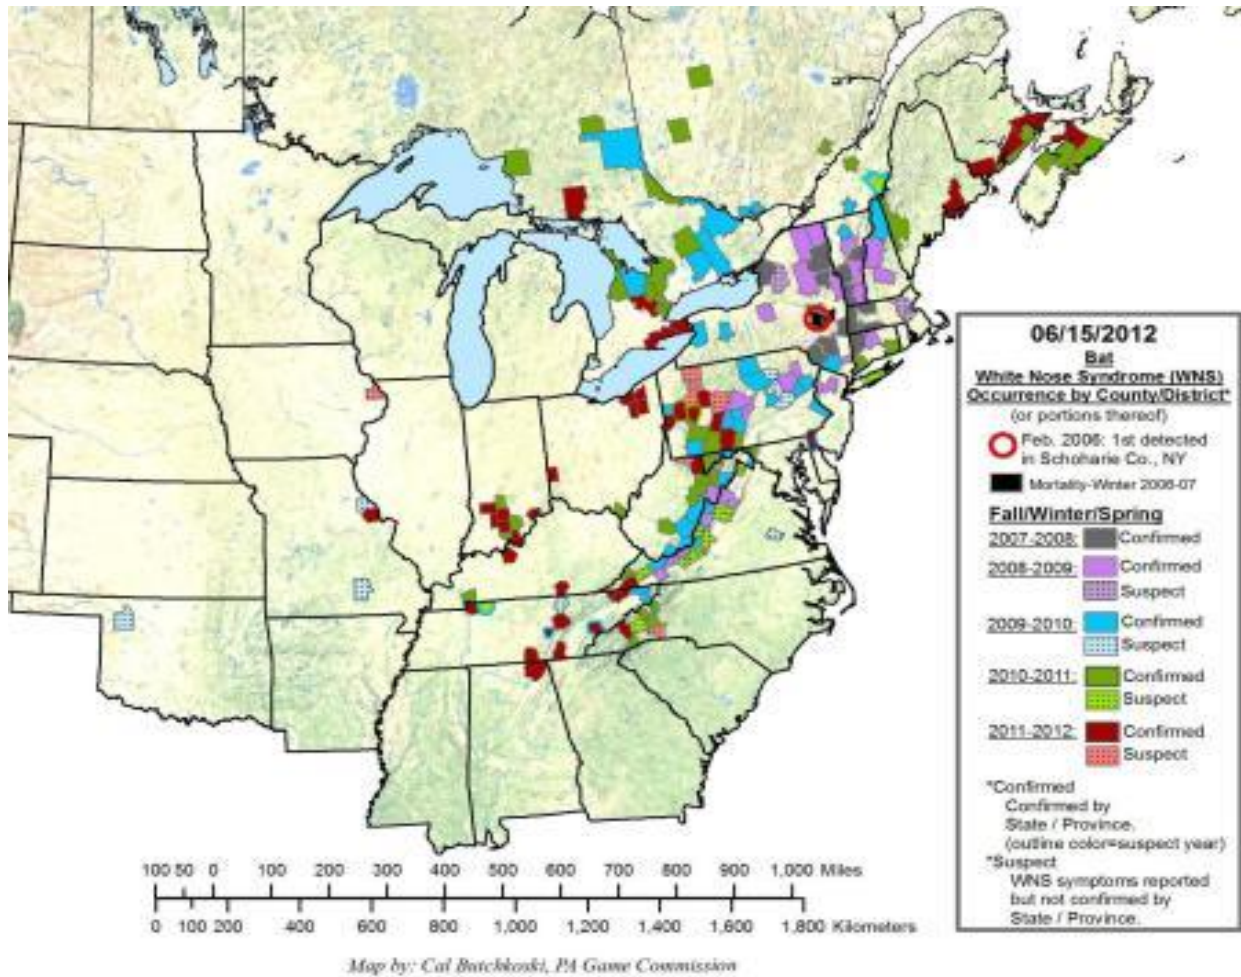 06/15/2012
Bat
White Nose Syndrome (WNS)
Occurrence by County/District*
(or portions thereof)
Feb. 2006: 1st detected
in Schoharie Co., NY
Mortality-Winter 2006-07
Fall/Winter/Spring
2007-2008: Confirmed
2008-2009: Confirmed
Suspect
2009-2010: Confirmed
Suspect
2010-2011: Confirmed
Suspect
2011-2012: Confirmed
Suspect
*Confirmed
Confirmed by
State / Province.
(outline color=suspect year)
*Suspect
WNS symptoms reported
but not confirmed by
State / Province.
100 50 0 100 200 300 400 500 600 700 800 900 1,000 Miles
0 100 200 400 600 800 1,000 1,200 1,400 1,600 1,800 Kilometers
Map by: Cal Butchkoski, PA Game Commission